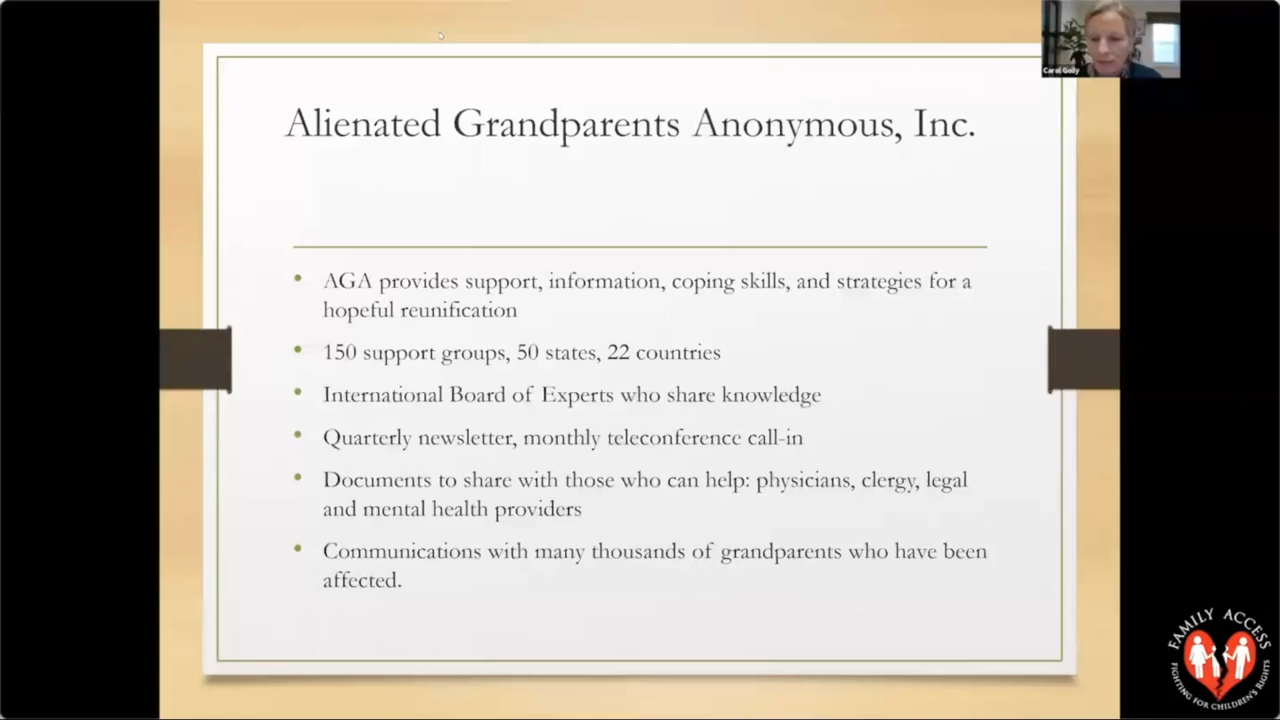 Carol Golly
Alienated Grandparents Anonymous, Inc.
• AGA provides support, information, coping skills, and strategies for a
hopeful reunification
• 150 support groups, 50 states, 22 countries
• International Board of Experts who share knowledge
• Quarterly newsletter, monthly teleconference call-in
• Documents to share with those who can help: physicians, clergy, legal
and mental health providers
• Communications with many thousands of grandparents who have been
affected.
FAMILY ACCESS
FIGHTING FOR CHILDREN'S RIGHTS